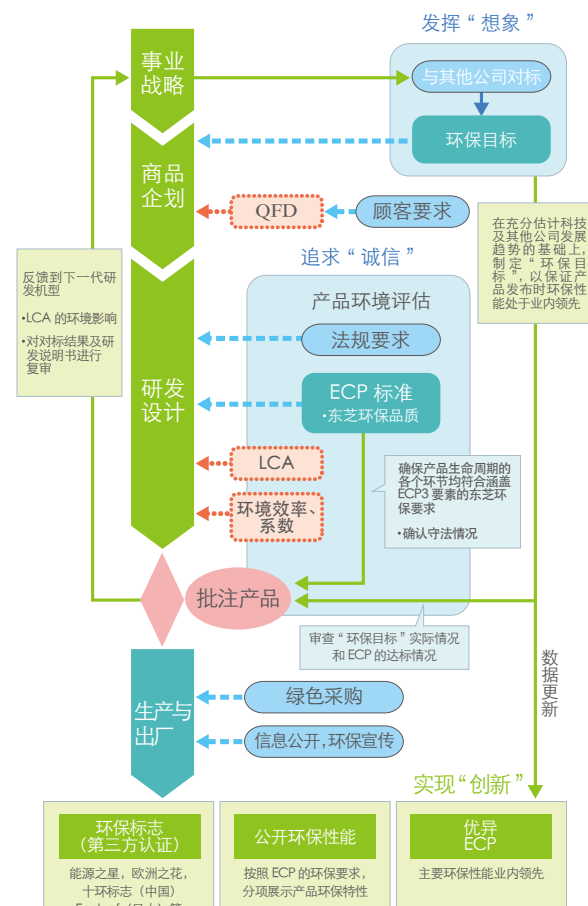 发挥“想象”
事业
战略
与其他公司对标
环保目标
商品
企划
QFD
顾客要求
在充分估计科技
及其他公司发展
趋势的基础上，
制定“环保目
标”，以保证产
品发布时环保性
能处于业内领先
追求“诚信”
反馈到下一代研
发机型
•LCA 的环境影响
•对对标结果及研
发说明书进行
复审
产品环境评估
法规要求
研发
设计
ECP 标准
•东芝环保品质
LCA
确保产品生命周期的
各个环节均符合涵盖
ECP3 要素的东芝环
保要求
•确认守法情况
环境效率、
系数
批注产品
审查“环保目标”实际情况
和 ECP 的达标情况
数据更新
生产与
出厂
绿色采购
信息公开，环保宣传
实现“创新”
环保标志
（第三方认证）
能源之星，欧洲之花，
十环标志（中国）
公开环保性能
按照 ECP 的环保要求，
分项展示产品环保特性
优异
ECP
主要环保性能业内领先